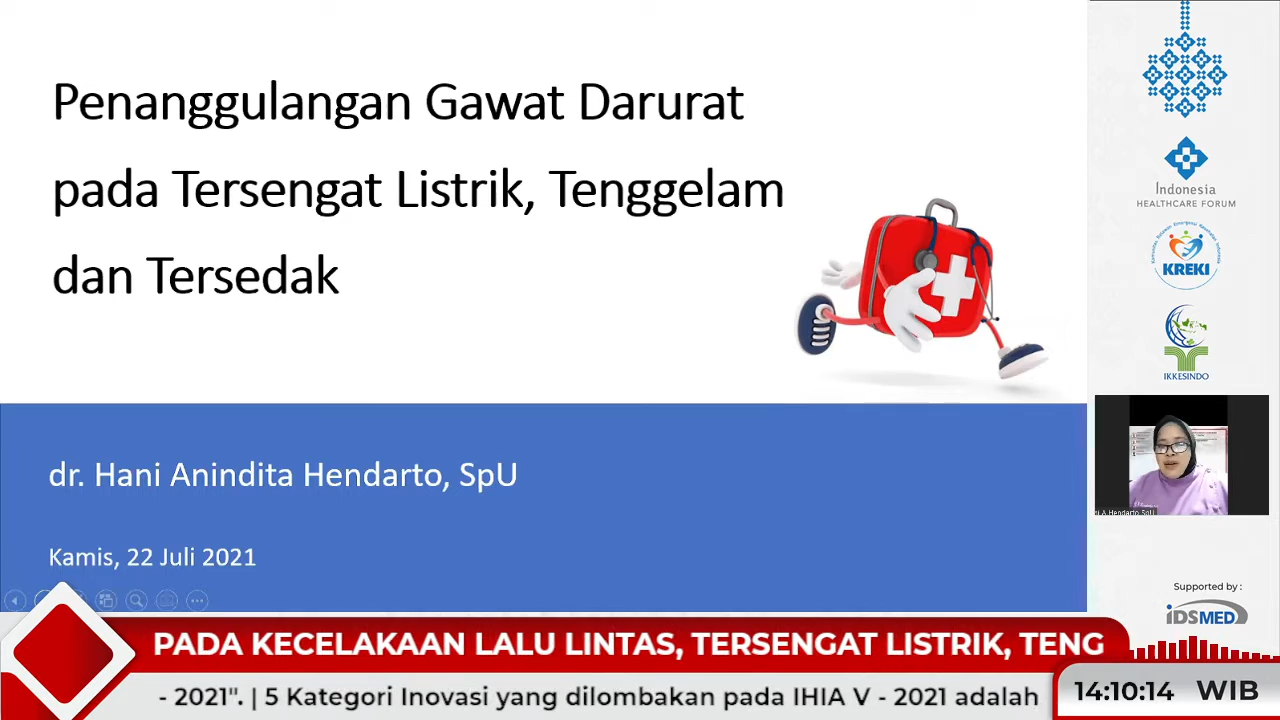 Penanggulangan Gawat Darurat
pada Tersengat Listrik, Tenggelam
dan Tersedak
dr. Hani Anindita Hendarto, SpU
Kamis, 22 Juli 2021
Indonesia
HEALTHCARE FORUM
KREKI
IKKESINDO
A.Hendarto,SpU
Supported by :
iDSMED
PADA KECELAKAAN LALU LINTAS, TERSENGAT LISTRIK, TENG
- 2021". | 5 Kategori Inovasi yang dilombakan pada IHIA V - 2021 adalah
14:10:14 WIB